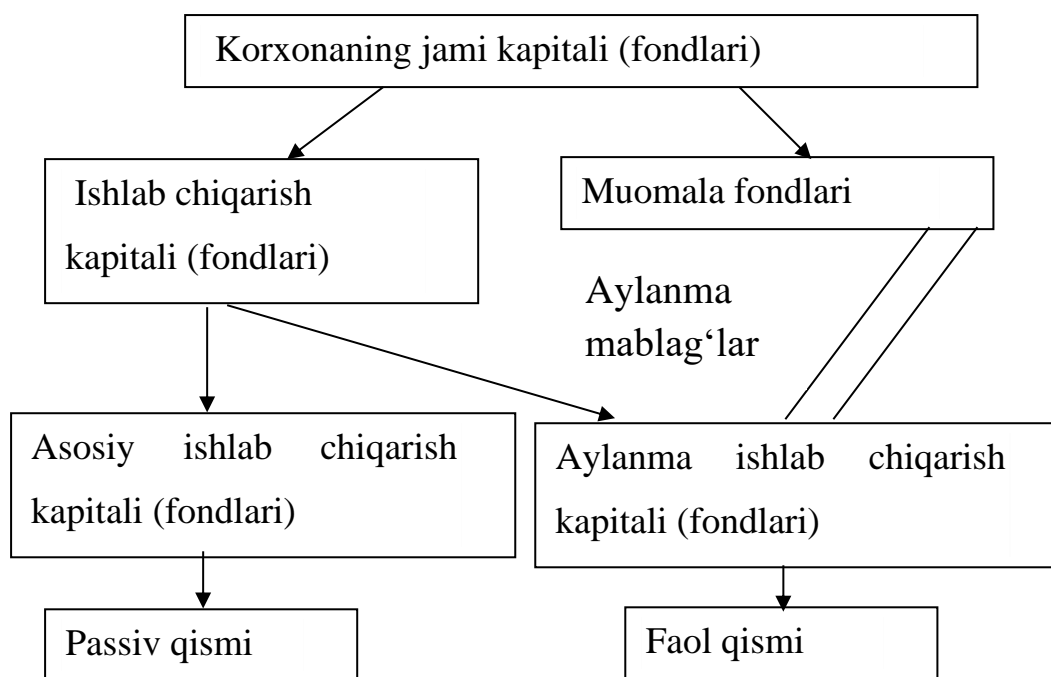 Korxonaning jami kapitali (fondlari)
Ishlab chiqarish
kapitali (fondlari)
Muomala fondlari
Aylanma
mablag‘lar
Asosiy ishlab chiqarish
kapitali (fondlari)
Aylanma ishlab chiqarish
kapitali (fondlari)
Passiv qismi
Faol qismi